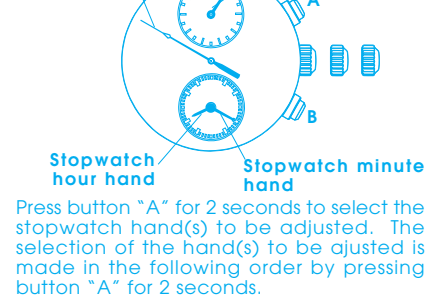 A
B
Stopwatch hour hand
Stopwatch minute hand
Press button “A” for 2 seconds to select the
stopwatch hand(s) to be adjusted. The
selection of the hand(s) to be ajusted is
made in the following order by pressing
button “A” for 2 seconds.